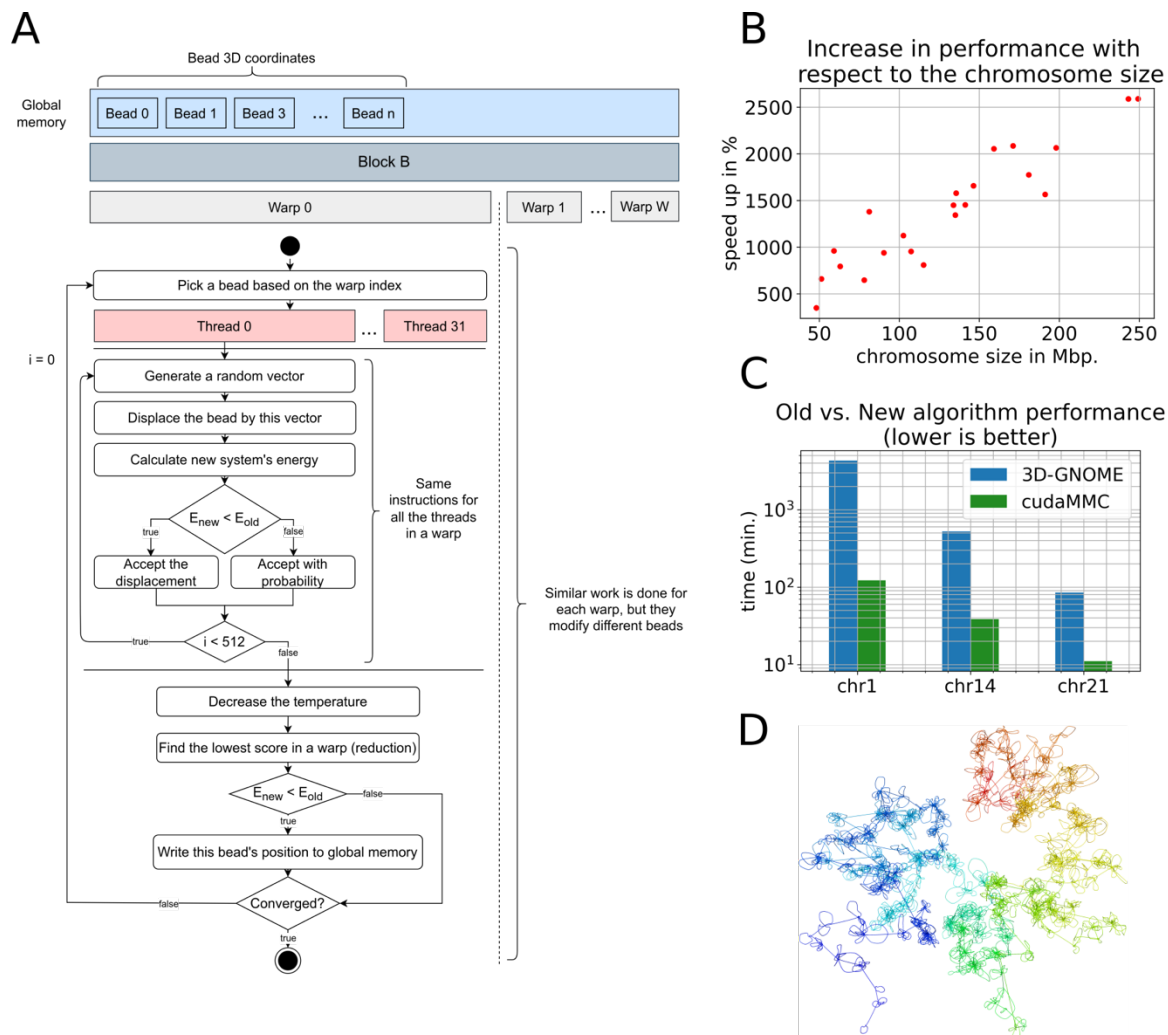 A
Bead 3D coordinates
Global
memory
Bead 0
Bead 1
Bead 3
...
Bead n
Block B
Warp 0
Warp 1
...
Warp W
Pick a bead based on the warp index
Thread 0
...
Thread 31
i = 0
Generate a random vector
Displace the bead by this vector
Calculate new system's energy
E_new < E_old
true
false
Accept the
displacement
Accept with
probability
i < 512
true
false
Same
instructions for
all the threads
in a warp
Similar work is done for
each warp, but they
modify different beads
Decrease the temperature
Find the lowest score in a warp (reduction)
E_new < E_old
false
true
Write this bead's position to global memory
Converged?
false
true
B
Increase in performance with
respect to the chromosome size
speed up in %
2500
2000
1500
1000
500
50
100
150
200
250
chromosome size in Mbp.
C
Old vs. New algorithm performance
(lower is better)
3D-GNOME
cudaMMC
time (min.)
10³
10²
10¹
chr1
chr14
chr21
D